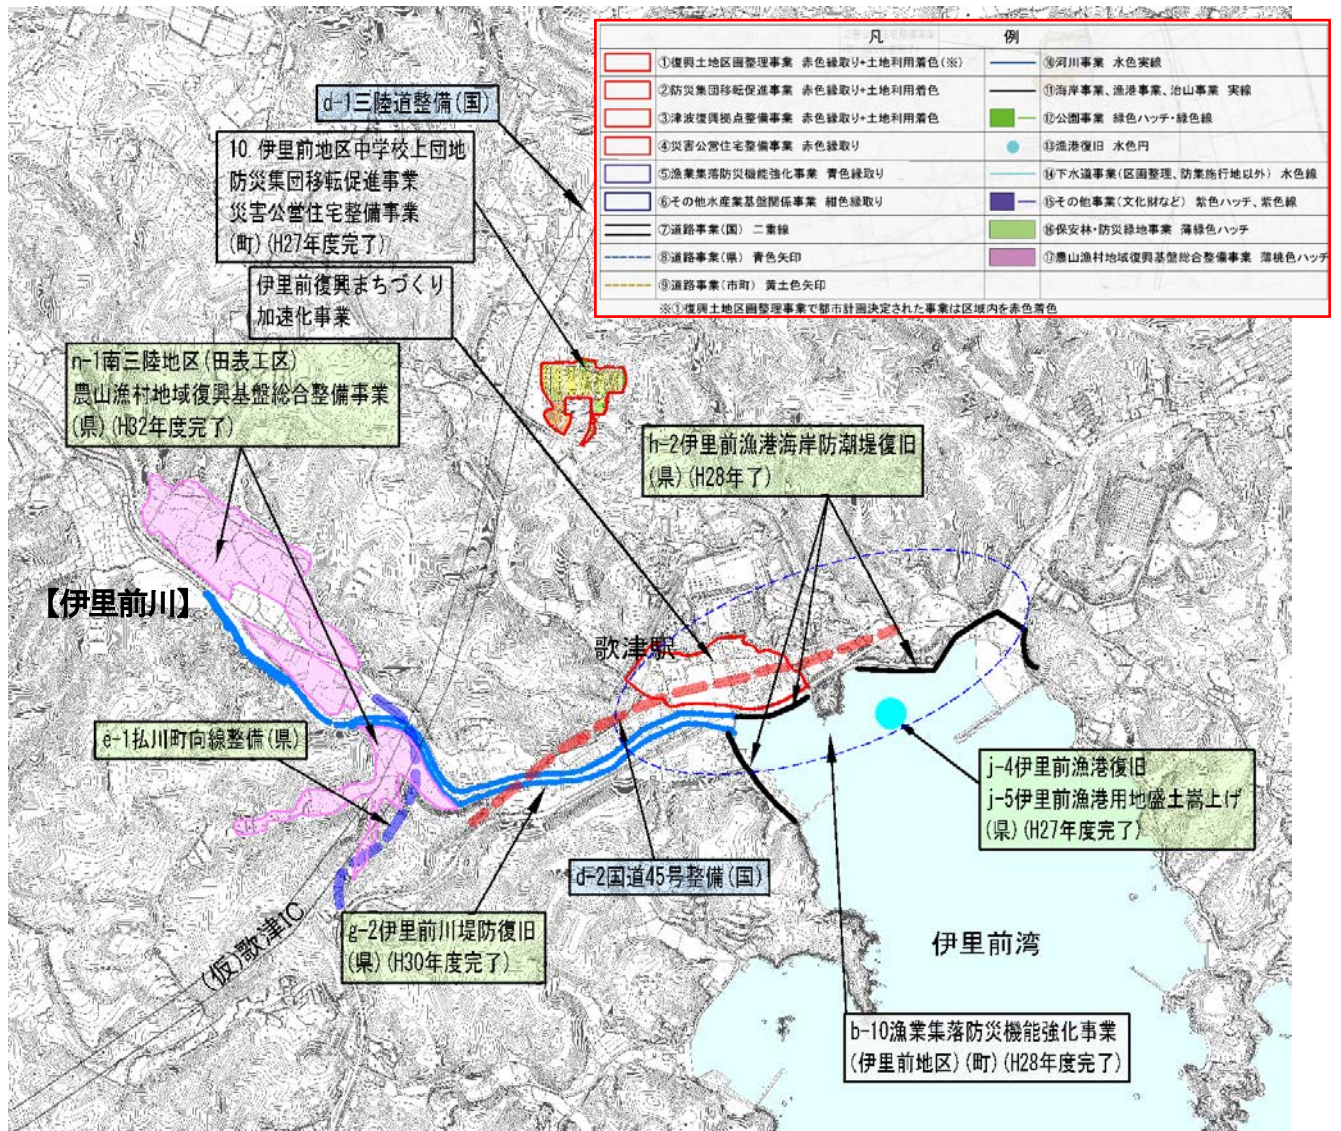 凡　例
①復興土地区画整理事業 赤色縁取り+土地利用着色(※)
②防災集団移転促進事業 赤色縁取り+土地利用着色
③津波復興拠点整備事業 赤色縁取り+土地利用着色
④災害公営住宅整備事業 赤色縁取り
⑤漁業集落防災機能強化事業 青色縁取り
⑥その他水産業基盤関係事業 紺色縁取り
⑦道路事業(国) 二重線
⑧道路事業(県) 青色矢印
⑨道路事業(市町) 黄土色矢印
⑩河川事業 水色実線
⑪海岸事業、漁港事業、治山事業 実線
⑫公園事業 緑色ハッチ・緑色線
⑬漁港復旧 水色円
⑭下水道事業(区画整理、防集施行地以外) 水色線
⑮その他事業(文化財など) 紫色ハッチ、紫色線
⑯保安林・防災緑地事業 薄緑色ハッチ
⑰農山漁村地域復興基盤総合整備事業 薄桃色ハッチ
※①復興土地区画整理事業で都市計画決定された事業は区域内を赤色着色
d-1三陸道整備(国)
10. 伊里前地区中学校上団地
防災集団移転促進事業
災害公営住宅整備事業
(町)(H27年度完了)
伊里前復興まちづくり
加速化事業
n-1南三陸地区(田表工区)
農山漁村地域復興基盤総合整備事業
(県)(H32年度完了)
h-2伊里前漁港海岸防潮堤復旧
(県)(H28年了)
【伊里前川】
歌津駅
e-1払川町向線整備(県)
j-4伊里前漁港復旧
j-5伊里前漁港用地盛土嵩上げ
(県)(H27年度完了)
d-2国道45号整備(国)
g-2伊里前川堤防復旧
(県)(H30年度完了)
(仮)歌津IC
伊里前湾
b-10漁業集落防災機能強化事業
(伊里前地区)(町)(H28年度完了)